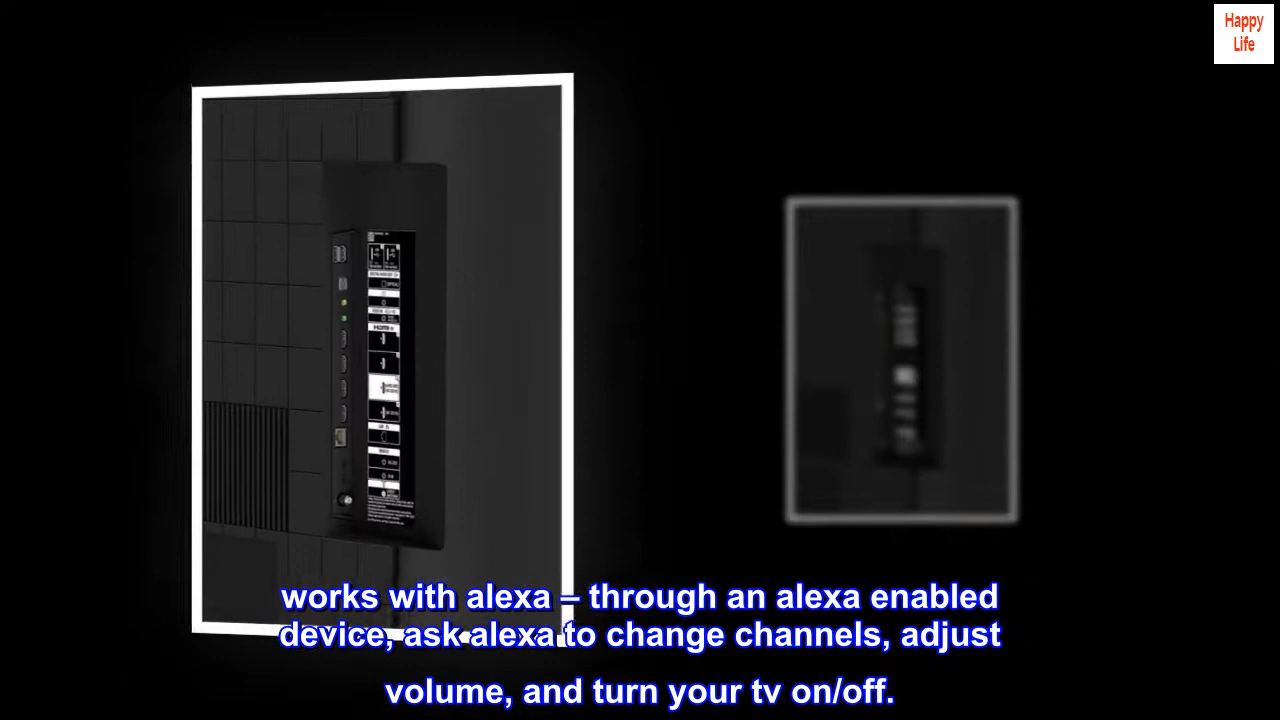 Happy
Life
HDMI
works with alexa – through an alexa enabled
device, ask alexa to change channels, adjust
volume, and turn your tv on/off.